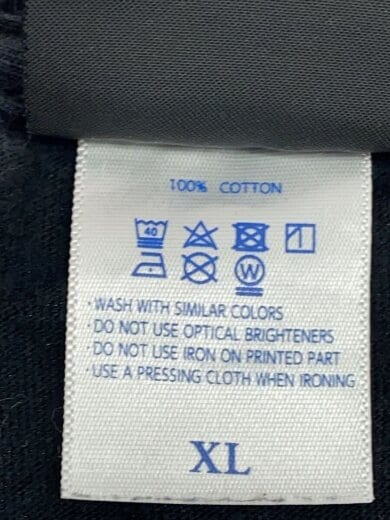 100% COTTON
40
W
·WASH WITH SIMILAR COLORS
·DO NOT USE OPTICAL BRIGHTENERS
·DO NOT USE IRON ON PRINTED PART
·USE A PRESSING CLOTH WHEN IRONING
XL